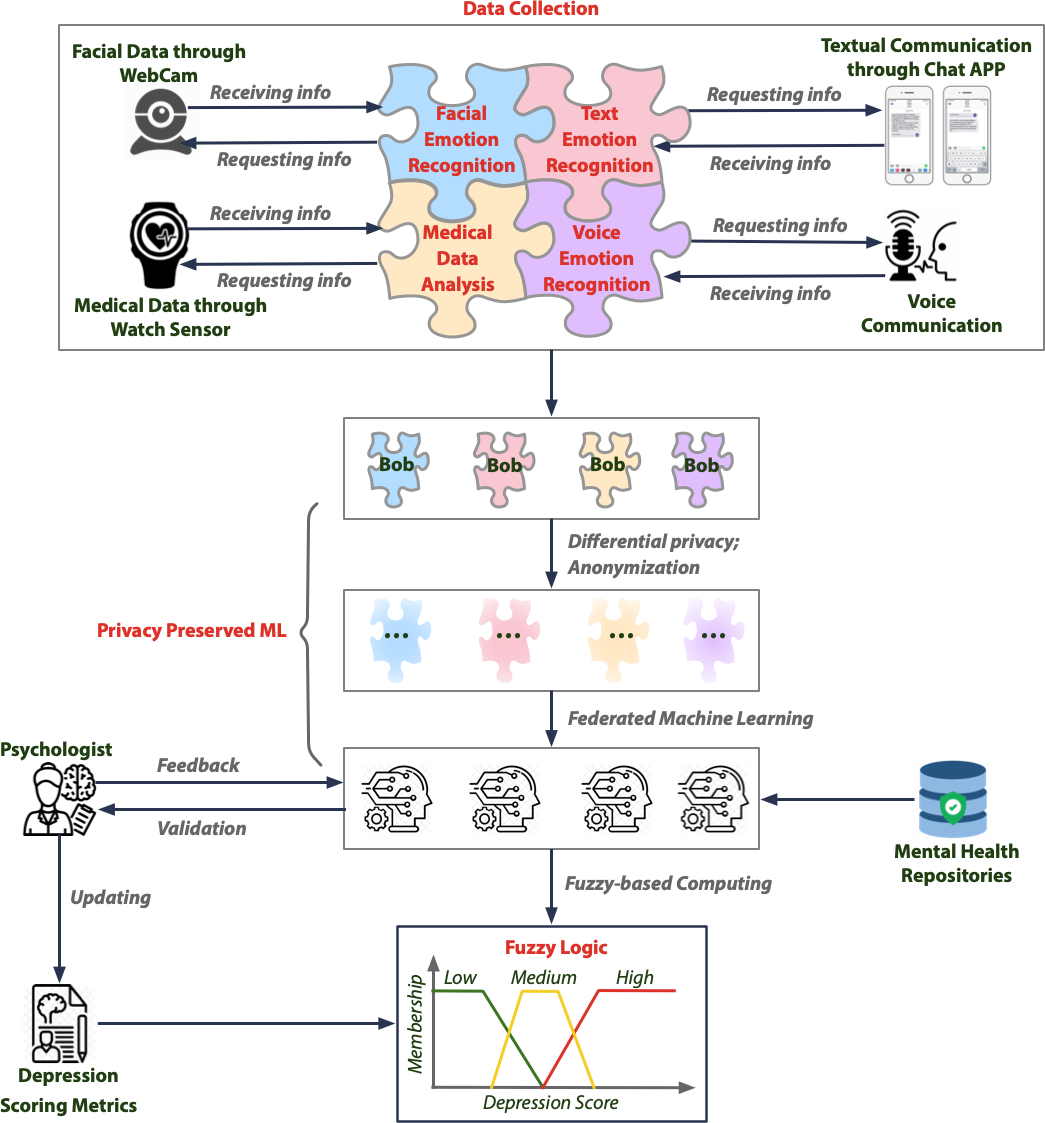 Data Collection
Facial Data through
WebCam
Receiving info
Requesting info
Facial
Emotion
Recognition
Text
Emotion
Recognition
Requesting info
Receiving info
Textual Communication
through Chat APP
Receiving info
Requesting info
Medical Data through
Watch Sensor
Medical
Data
Analysis
Voice
Emotion
Recognition
Requesting info
Receiving info
Voice
Communication
Bob
Bob
Bob
Bob
Differential privacy;
Anonymization
Privacy Preserved ML
...
...
...
...
Federated Machine Learning
Psychologist
Feedback
Validation
Mental Health
Repositories
Updating
Fuzzy-based Computing
Fuzzy Logic
Low
Medium
High
Membership
Depression Score
Depression
Scoring Metrics